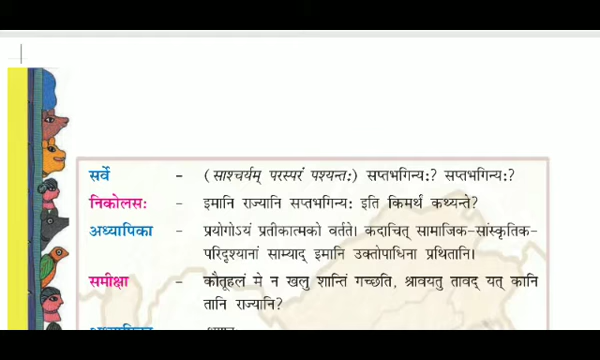 सर्वे - (साश्चर्यम् परस्परं पश्यन्तः) सप्तभगिन्यः? सप्तभगिन्यः?
निकोलसः - इमानि राज्यानि सप्तभगिन्यः इति किमर्थं कथ्यन्ते?
अध्यापिका - प्रयोगोऽयं प्रतीकात्मको वर्तते। कदाचित् सामाजिक-सांस्कृतिक-
परिदृश्यानां साम्याद् इमानि उक्तोपाधिना प्रथितानि।
समीक्षा - कौतूहलं मे न खलु शान्तिं गच्छति, श्रावयतु तावद् यत् कानि
तानि राज्यानि?